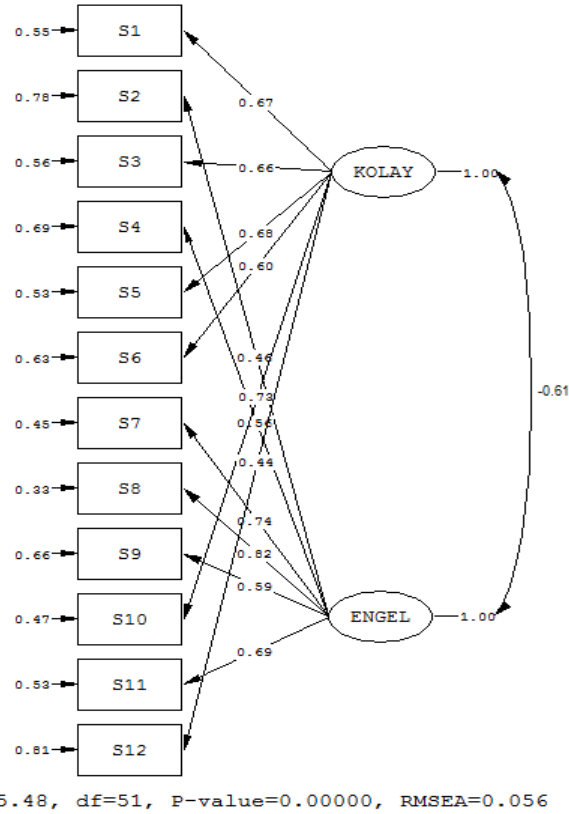 0.55 S1
0.78 S2
0.67
0.56 S3
0.66
KOLAY 1.00
0.69 S4
0.68
0.60
0.53 S5
0.63 S6
0.46
-0.61
0.73
0.45 S7
0.56
0.44
0.33 S8
0.74
0.82
0.66 S9
0.59
0.47 S10
ENGEL 1.00
0.69
0.53 S11
0.81 S12
5.48, df=51, P-value=0.00000, RMSEA=0.056